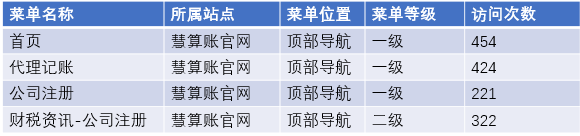 菜单名称 所属站点 菜单位置 菜单等级 访问次数
首页 慧算账官网 顶部导航 一级 454
代理记账 慧算账官网 顶部导航 一级 424
公司注册 慧算账官网 顶部导航 一级 221
财税资讯-公司注册 慧算账官网 顶部导航 二级 322